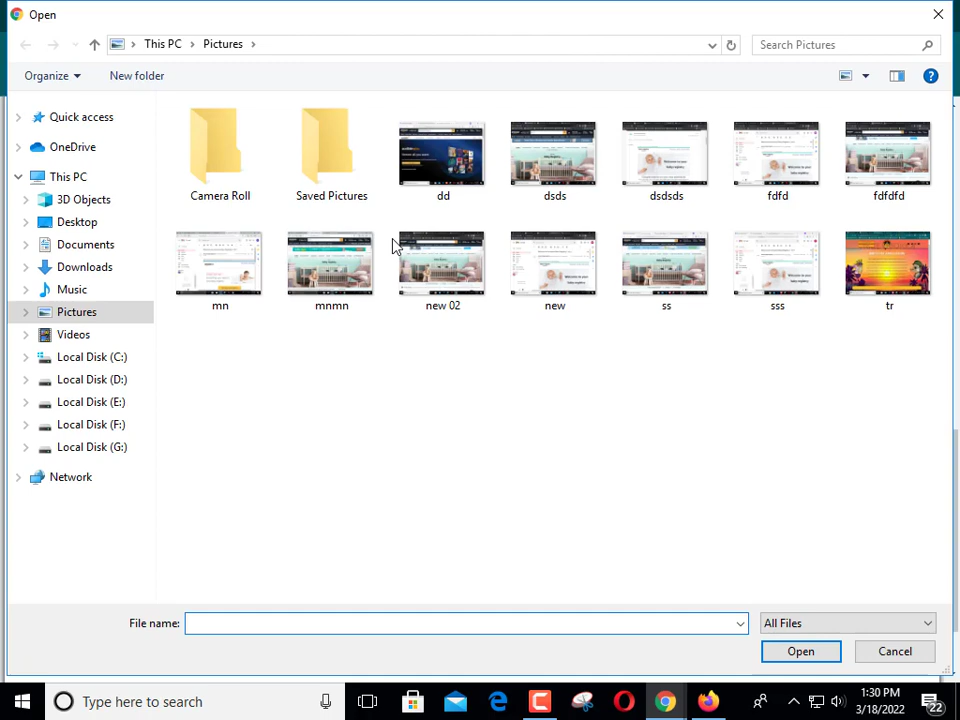 Open
This PC
Pictures
Search Pictures
Organize
New folder
Quick access
OneDrive
This PC
3D Objects
Desktop
Documents
Downloads
Music
Pictures
Videos
Local Disk (C:)
Local Disk (D:)
Local Disk (E:)
Local Disk (F:)
Local Disk (G:)
Network
Camera Roll
Saved Pictures
dd
dsds
dsdsds
fdfd
fdfdfd
mn
mnmn
new 02
new
ss
sss
tr
File name:
All Files
Open
Cancel
Type here to search
1:30 PM
3/18/2022
22